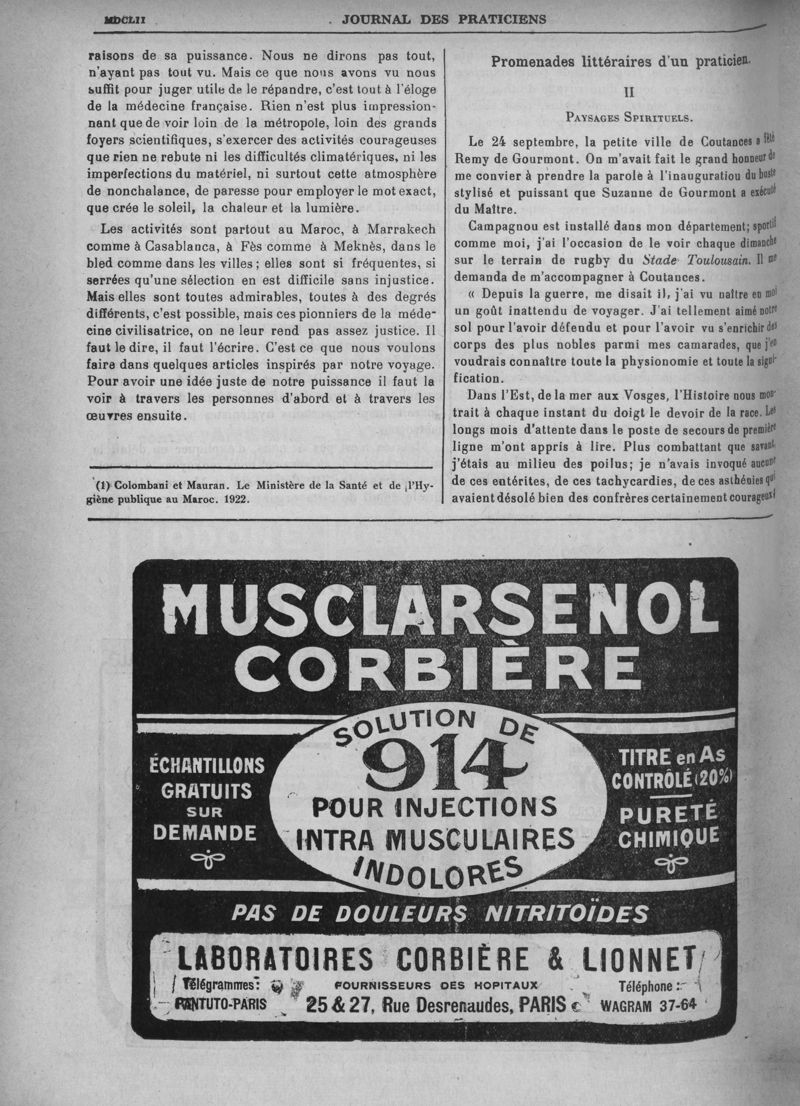 MDCLII
JOURNAL DES PRATICIENS
raisons de sa puissance. Nous ne dirons pas tout,
n'ayant pas tout vu. Mais ce que nous avons vu nous
suffit pour juger utile de le répandre, c'est tout à l'éloge
de la médecine française. Rien n'est plus impression-
nant que de voir loin de la métropole, loin des grands
foyers scientifiques, s'exercer des activités courageuses
que rien ne rebute ni les difficultés climatériques, ni les
imperfections du matériel, ni surtout cette atmosphère
de nonchalance, de paresse pour employer le mot exact,
que crée le soleil, la chaleur et la lumière.
Les activités sont partout au Maroc, à Marrakech
comme à Casablanca, à Fès comme à Meknès, dans le
bled comme dans les villes ; elles sont si fréquentes, si
serrées qu'une sélection en est difficile sans injustice.
Mais elles sont toutes admirables, toutes à des degrés
différents, c'est possible, mais ces pionniers de la méde-
cine civilisatrice, on ne leur rend pas assez justice. Il
faut le dire, il faut l'écrire. C'est ce que nous voulons
faire dans quelques articles inspirés par notre voyage.
Pour avoir une idée juste de notre puissance il faut la
voir à travers les personnes d'abord et à travers les
œuvres ensuite.
(1) Colombani et Mauran. Le Ministère de la Santé et de l'Hy-
giène publique au Maroc. 1922.
Promenades littéraires d'un praticien.
II
PAYSAGES SPIRITUELS.
Le 24 septembre, la petite ville de Coutances a fêté
Remy de Gourmont. On m'avait fait le grand honneur de
me convier à prendre la parole à l'inauguratiou du buste
stylisé et puissant que Suzanne de Gourmont a exécuté
du Maître.
Campagnou est installé dans mon département; sportif
comme moi, j'ai l'occasion de le voir chaque dimanche
sur le terrain de rugby du Stade Toulousain. Il me
demanda de m'accompagner à Coutances.
« Depuis la guerre, me disait il, j'ai vu naître en moi
un goût inattendu de voyager. J'ai tellement aimé notre
sol pour l'avoir défendu et pour l'avoir vu s'enrichir des
corps des plus nobles parmi mes camarades, que j'en
voudrais connaître toute la physionomie et toute la signi-
fication.
Dans l'Est, de la mer aux Vosges, l'Histoire nous mon-
trait à chaque instant du doigt le devoir de la race. Les
longs mois d'attente dans le poste de secours de première
ligne m'ont appris à lire. Plus combattant que savant,
j'étais au milieu des poilus; je n'avais invoqué aucune
de ces entérites, de ces tachycardies, de ces asthénies qui
avaient désolé bien des confrères certainement courageux
MUSCLARSENOL
CORBIÈRE
SOLUTION DE
914
POUR INJECTIONS
INTRA MUSCULAIRES
INDOLORES
ÉCHANTILLONS
GRATUITS
SUR
DEMANDE
TITRE en As
CONTRÔLÉ (20%)
PURETÉ
CHIMIQUE
PAS DE DOULEURS NITRITOÏDES
LABORATOIRES CORBIÈRE & LIONNET
Télégrammes: FOURNISSEURS DES HOPITAUX Téléphone :
PANTUTO-PARIS 25 & 27, Rue Desrenaudes, PARIS WAGRAM 37-64